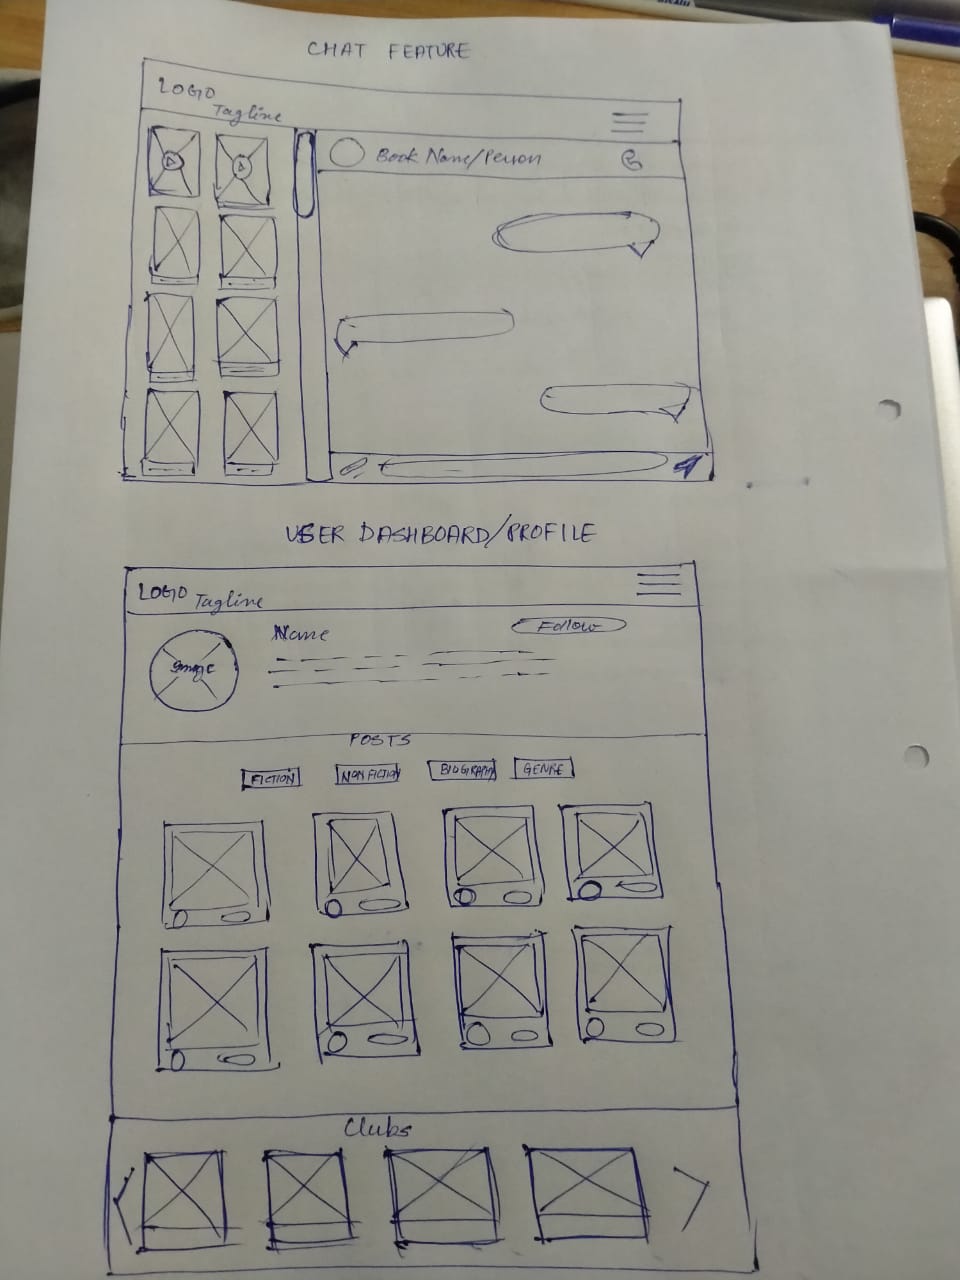 CHAT FEATURE
LOGO
Tagline
Book Name/Person
USER DASHBOARD/PROFILE
LOGO Tagline
Name
Follow
Image
POSTS
FICTION NON FICTION BIOGRAPHY GENRE
Clubs